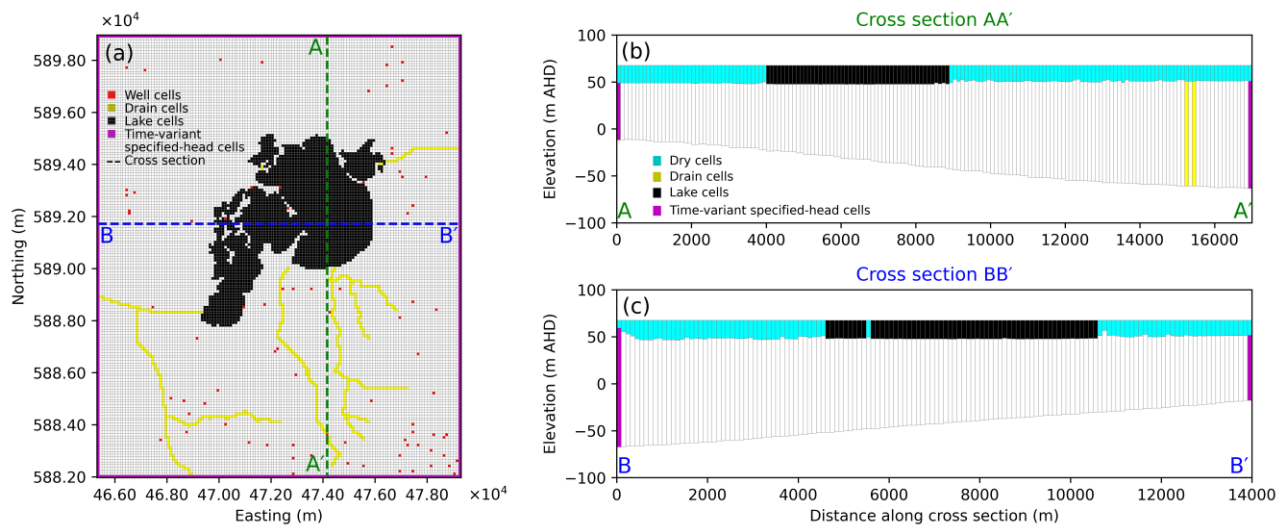 ×10⁴
(a)
A
589.80
589.60
589.40
589.20
589.00
588.80
588.60
588.40
588.20
Northing (m)
Well cells
Drain cells
Lake cells
Time-variant
specified-head cells
Cross section
B
B′
A′
46.60 46.80 47.00 47.20 47.40 47.60 47.80
×10⁴
Easting (m)
Cross section AA′
(b)
100
50
0
−50
−100
Elevation (m AHD)
Dry cells
Drain cells
Lake cells
Time-variant specified-head cells
A
A′
0 2000 4000 6000 8000 10000 12000 14000 16000
Cross section BB′
(c)
100
50
0
−50
−100
Elevation (m AHD)
B
B′
0 2000 4000 6000 8000 10000 12000 14000
Distance along cross section (m)